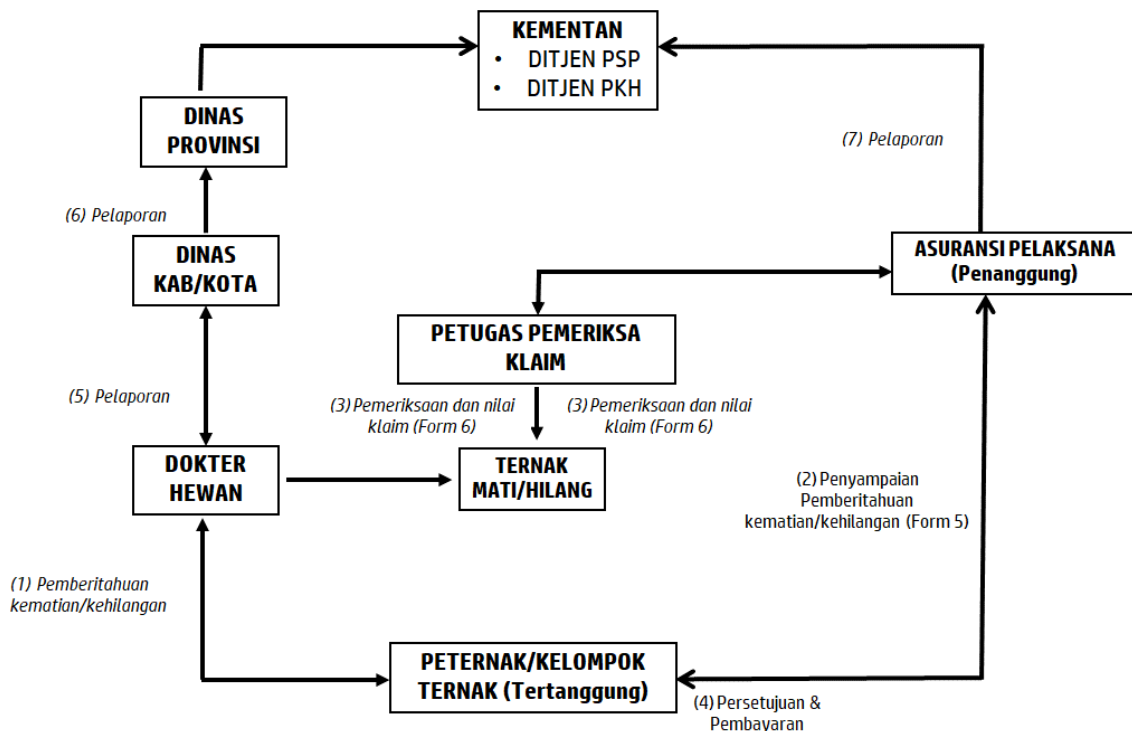 KEMENTAN
• DITJEN PSP
• DITJEN PKH
DINAS
PROVINSI
(7) Pelaporan
(6) Pelaporan
DINAS
KAB/KOTA
ASURANSI PELAKSANA
(Penanggung)
PETUGAS PEMERIKSA
KLAIM
(5) Pelaporan
(3) Pemeriksaan dan nilai
klaim (Form 6)
(3) Pemeriksaan dan nilai
klaim (Form 6)
DOKTER
HEWAN
TERNAK
MATI/HILANG
(2) Penyampaian
Pemberitahuan
kematian/kehilangan (Form 5)
(1) Pemberitahuan
kematian/kehilangan
PETERNAK/KELOMPOK
TERNAK (Tertanggung)
(4) Persetujuan &
Pembayaran